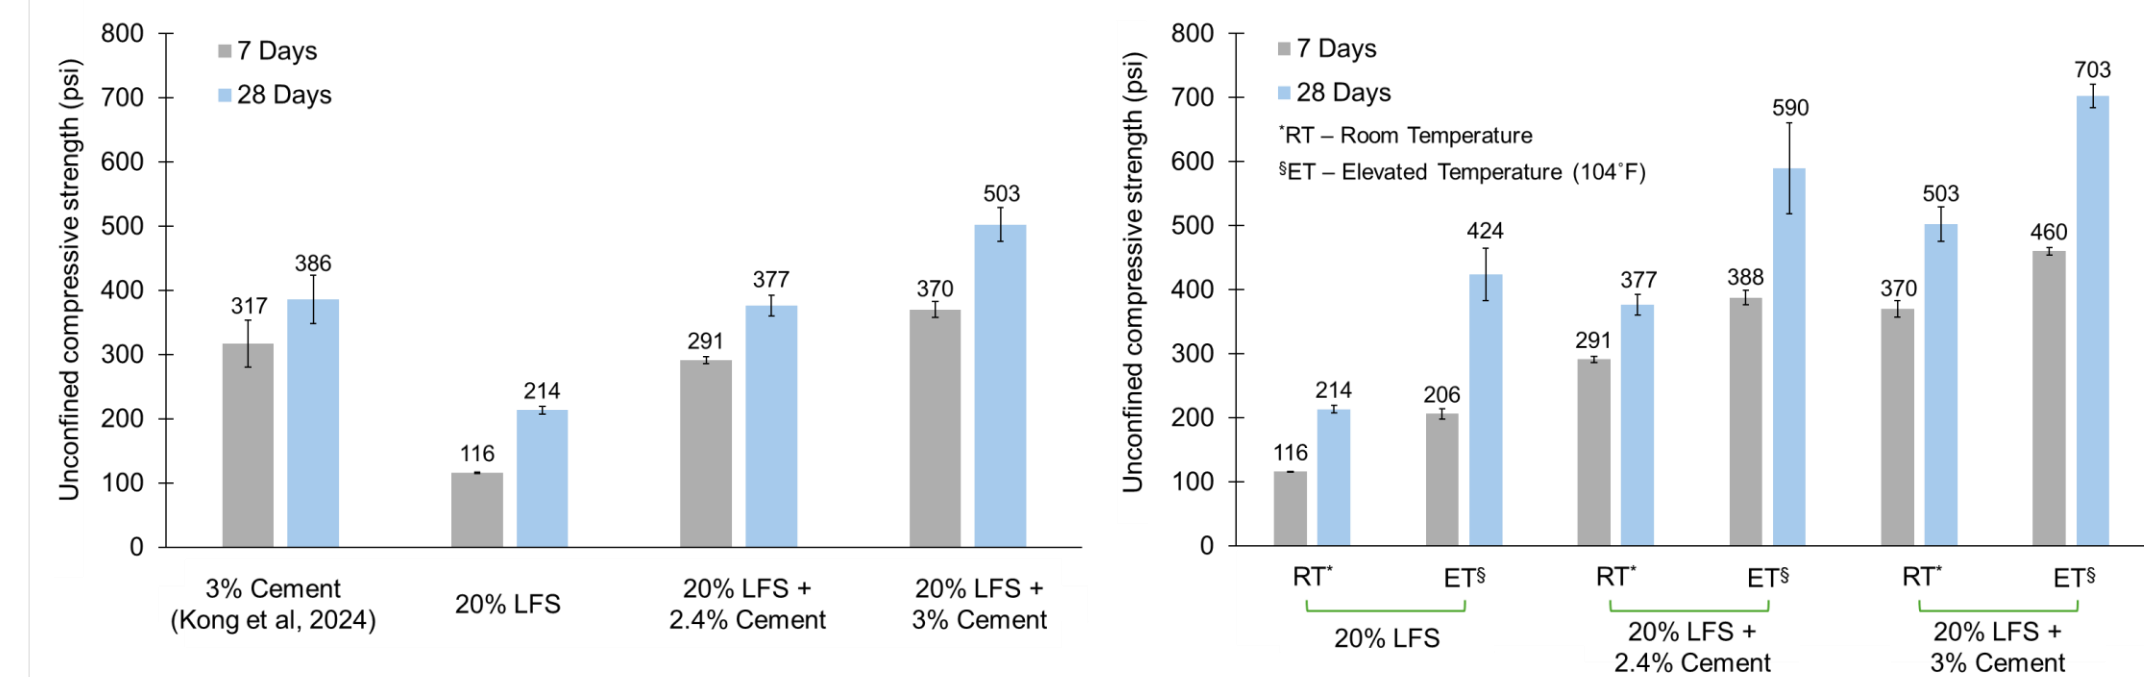 800
700
600
500
400
300
200
100
0
Unconfined compressive strength (psi)
7 Days
28 Days
317
386
116
214
291
377
370
503
3% Cement
(Kong et al, 2024)
20% LFS
20% LFS +
2.4% Cement
20% LFS +
3% Cement
800
700
600
500
400
300
200
100
0
Unconfined compressive strength (psi)
7 Days
28 Days
*RT – Room Temperature
§ET – Elevated Temperature (104˚F)
116
214
206
424
291
377
388
590
370
503
460
703
RT*
ET§
RT*
ET§
RT*
ET§
20% LFS
20% LFS +
2.4% Cement
20% LFS +
3% Cement